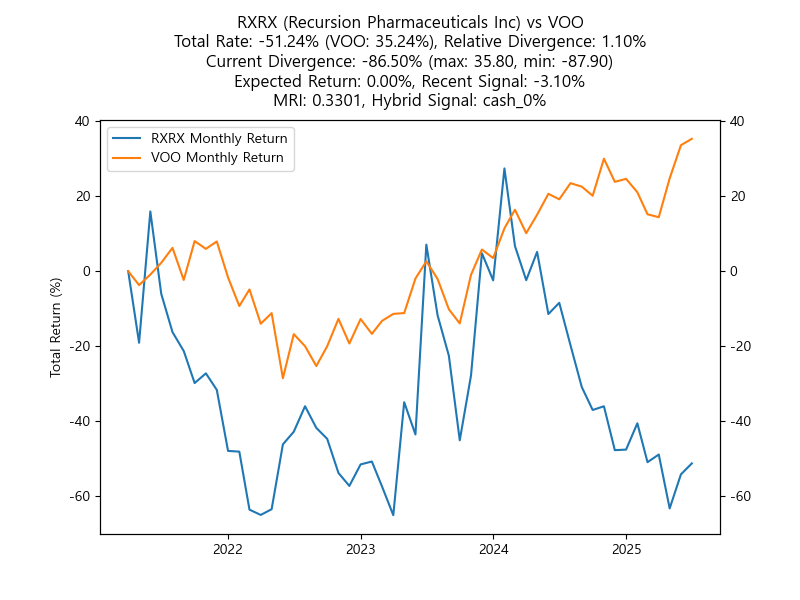 RXRX (Recursion Pharmaceuticals Inc) vs VOO
Total Rate: -51.24% (VOO: 35.24%), Relative Divergence: 1.10%
Current Divergence: -86.50% (max: 35.80, min: -87.90)
Expected Return: 0.00%, Recent Signal: -3.10%
MRI: 0.3301, Hybrid Signal: cash_0%
RXRX Monthly Return
VOO Monthly Return
Total Return (%)
40
20
0
-20
-40
-60
40
20
0
-20
-40
-60
2022
2023
2024
2025